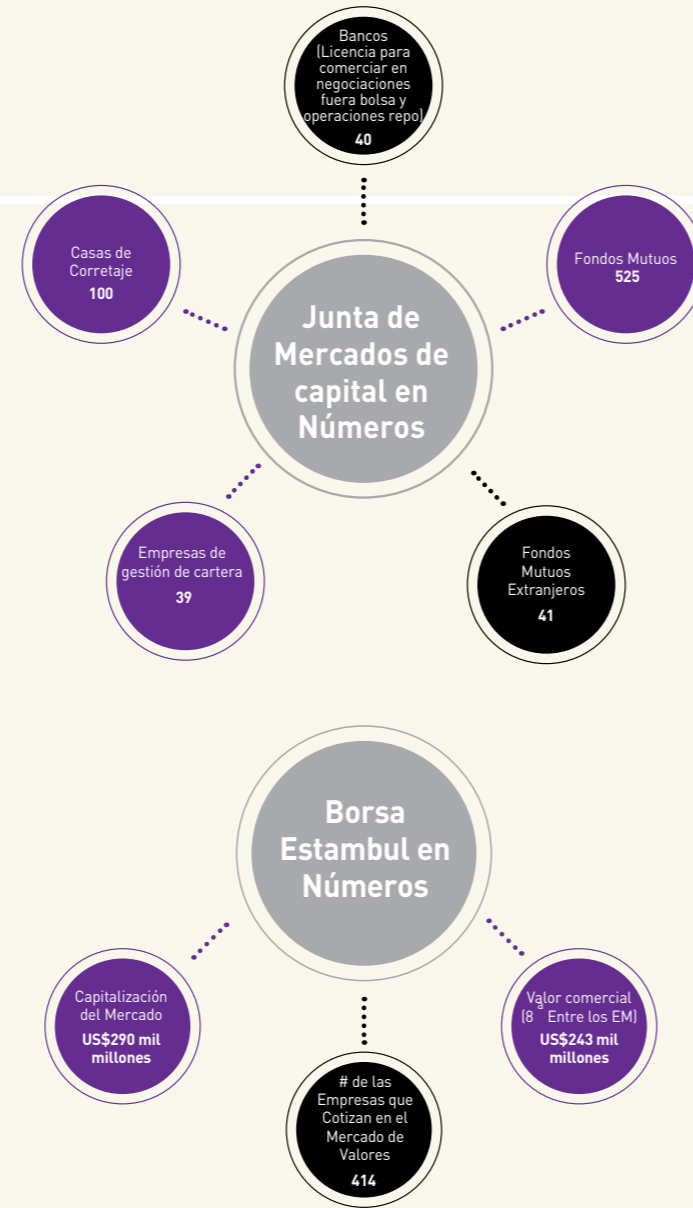 Bancos
(Licencia para
comerciar en
negociaciones
fuera bolsa y
operaciones repo)
40
Casas de
Corretaje
100
Fondos Mutuos
525
Junta de
Mercados de
capital en
Números
Empresas de
gestión de cartera
39
Fondos
Mutuos
Extranjeros
41
Borsa
Estambul en
Números
Capitalización
del Mercado
US$290 mil
millones
Valor comercial
(8ª Entre los EM)
US$243 mil
millones
# de las
Empresas que
Cotizan en el
Mercado de
Valores
414